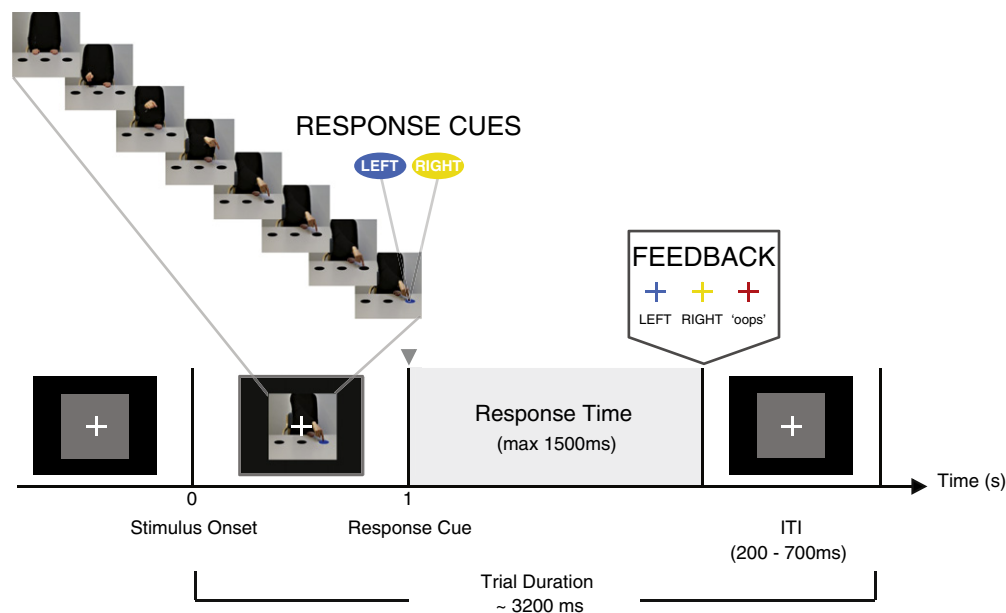 RESPONSE CUES
LEFT RIGHT
FEEDBACK
LEFT RIGHT 'oops'
Response Time
(max 1500ms)
Time (s)
0 1
Stimulus Onset Response Cue ITI
(200 - 700ms)
Trial Duration
~ 3200 ms